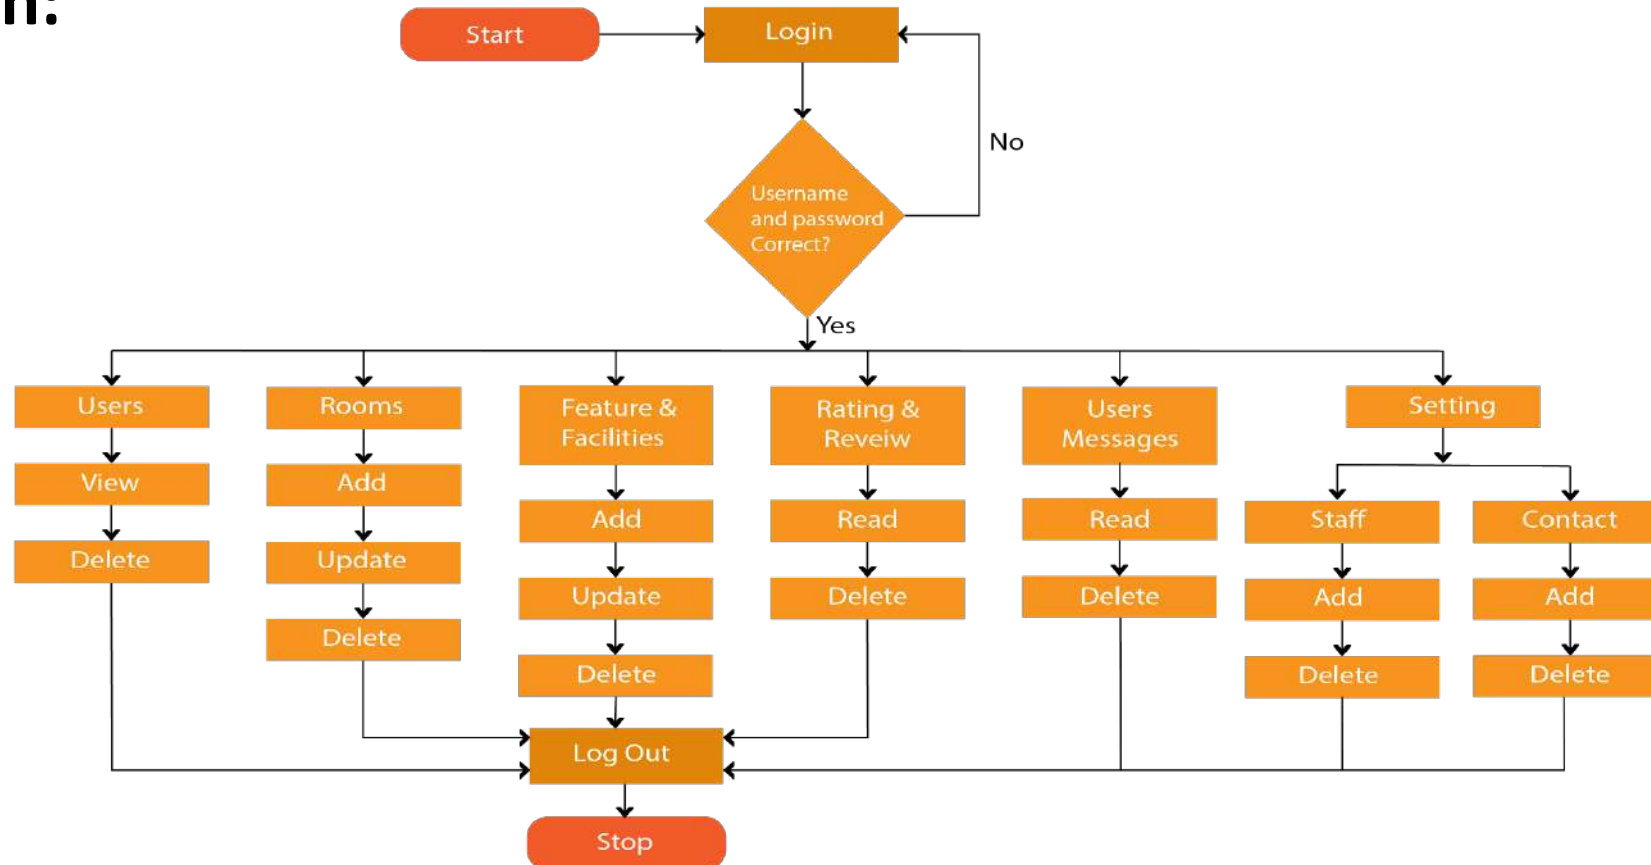 n:
Start
Login
No
Username
and password
Correct?
Yes
Users
View
Delete
Rooms
Add
Update
Delete
Feature &
Facilities
Add
Update
Delete
Rating &
Reveiw
Read
Delete
Users
Messages
Read
Delete
Setting
Staff
Add
Delete
Contact
Add
Delete
Log Out
Stop